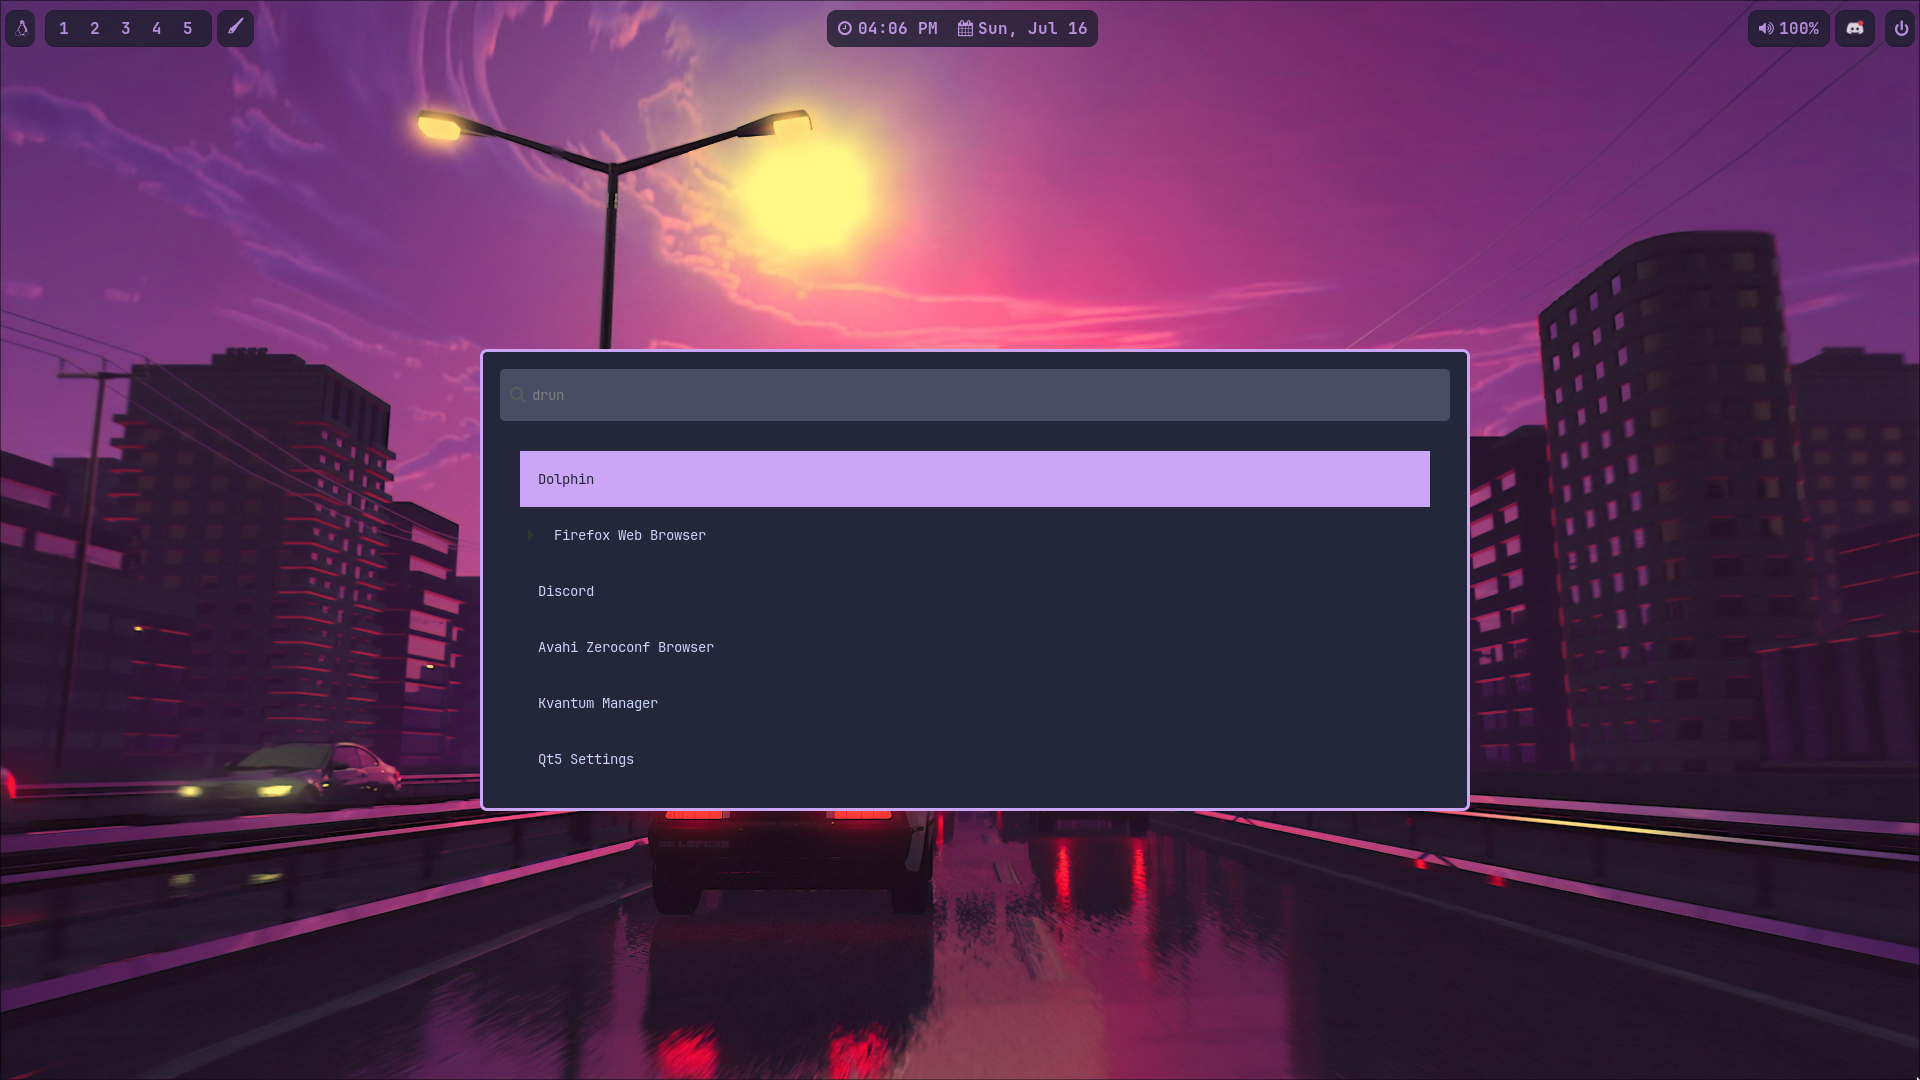 1 2 3 4 5
04:06 PM Sun, Jul 16
100%
drun
Dolphin
Firefox Web Browser
Discord
Avahi Zeroconf Browser
Kvantum Manager
Qt5 Settings